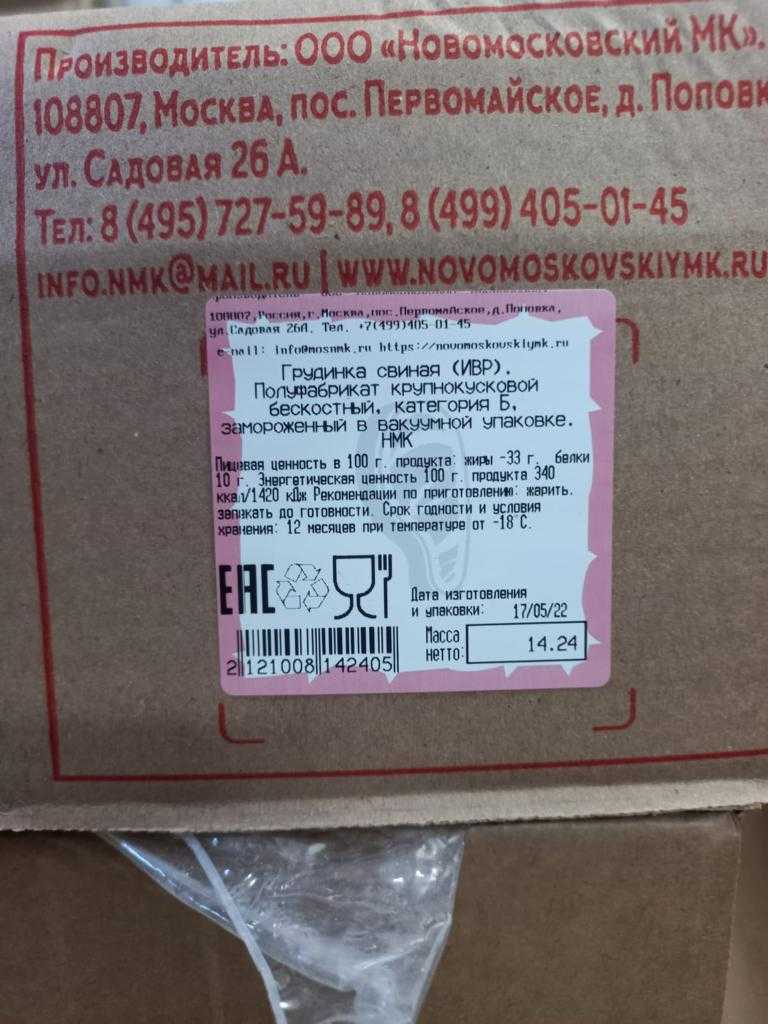 Производитель: ООО «Новомосковский МК».
108807, Москва, пос. Первомайское, д. Поповк
ул. Садовая 26 А.
Тел: 8 (495) 727-59-89, 8 (499) 405-01-45
INFO.NMK@MAIL.RU | WWW.NOVOMOSKOVSKIYMK.RU
108807,Россия,г.Москва,пос.Первомайское,д.Поповка,
ул.Садовая 26А. Тел. +7(499)405-01-45
e-mail: info@mosnmk.ru https://novomoskovskiymk.ru
Грудинка свиная (ИВР).
Полуфабрикат крупнокусковой
бескостный, категория Б,
замороженный в вакуумной упаковке.
НМК
Пищевая ценность в 100 г. продукта: жиры -33 г. белки
10 г. Энергетическая ценность 100 г. продукта 340
ккал/1420 кДж Рекомендации по приготовлению: жарить,
запекать до готовности. Срок годности и условия
хранения: 12 месяцев при температуре от -18°С.
EAC
Дата изготовления
и упаковки: 17/05/22
Масса
нетто: 14.24
2 121008 142405